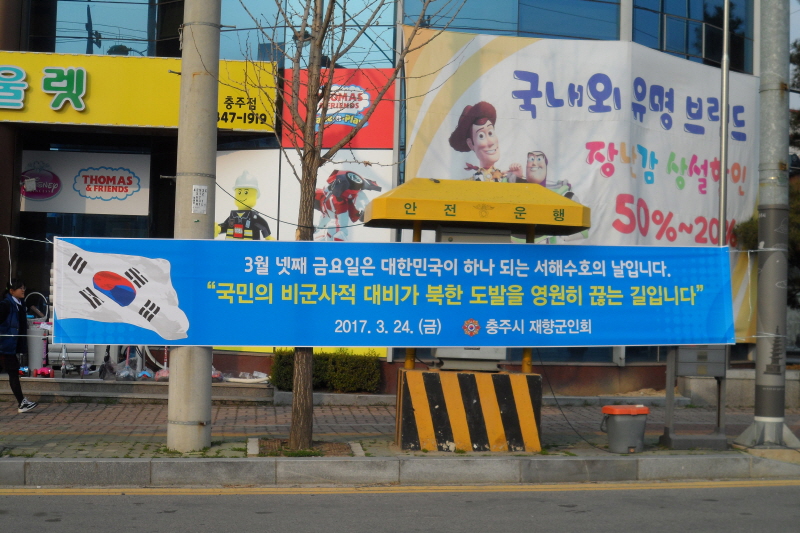 울렛
충주점
347-1919
THOMAS
& FRIENDS
THOMAS
& FRIENDS
국내외 유명 브랜드
장난감 상설할인
50%~20%
안전운행
3월 넷째 금요일은 대한민국이 하나 되는 서해수호의 날입니다.
“국민의 비군사적 대비가 북한 도발을 영원히 끊는 길입니다”
2017. 3. 24. (금) 충주시 재향군인회